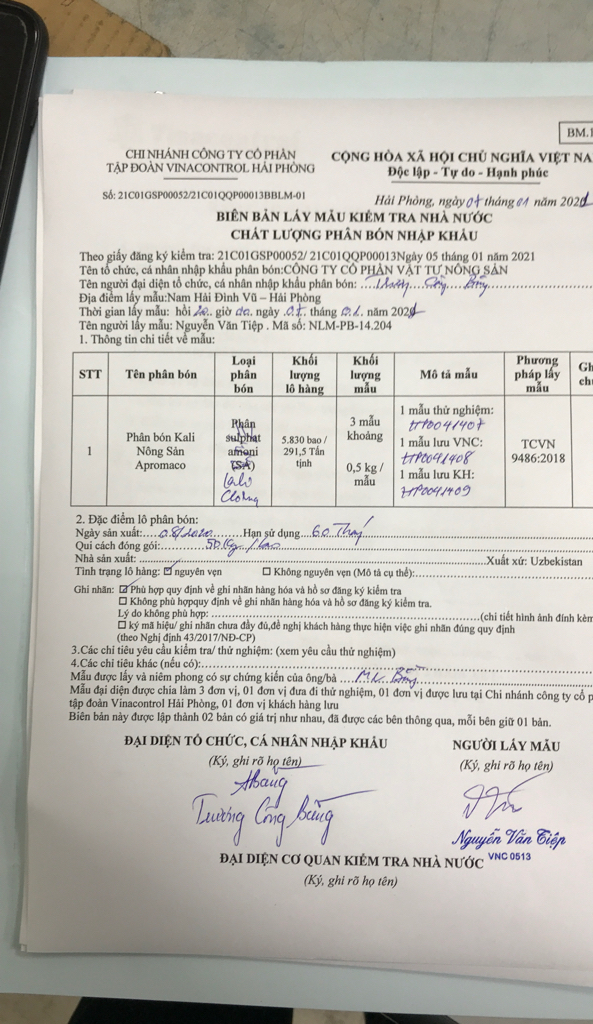 BM.1
CHI NHÁNH CÔNG TY CỔ PHẦN
TẬP ĐOÀN VINACONTROL HẢI PHÒNG
CỘNG HÒA XÃ HỘI CHỦ NGHĨA VIỆT NA
Độc lập - Tự do - Hạnh phúc
Số: 21C01GSP00052/21C01QQP00013BBLM-01
Hải Phòng, ngày 07 tháng 01 năm 2021
BIÊN BẢN LẤY MẪU KIỂM TRA NHÀ NƯỚC
CHẤT LƯỢNG PHÂN BÓN NHẬP KHẨU
Theo giấy đăng ký kiểm tra: 21C01GSP00052/ 21C01QQP00013Ngày 05 tháng 01 năm 2021
Tên tổ chức, cá nhân nhập khẩu phân bón:CÔNG TY CỔ PHẦN VẬT TƯ NÔNG SẢN
Tên người đại diện tổ chức, cá nhân nhập khẩu phân bón: ...Trương Công Bằng
Địa điểm lấy mẫu:Nam Hải Đình Vũ – Hải Phòng
Thời gian lấy mẫu: hồi giờ ngày 07 tháng 01 năm 2021
Tên người lấy mẫu: Nguyễn Văn Tiệp . Mã số: NLM-PB-14.204
1. Thông tin chi tiết về mẫu:
STT Tên phân bón Loại phân bón Khối lượng lô hàng Khối lượng mẫu Mô tả mẫu Phương pháp lấy mẫu Gh chú
1 Phân bón Kali Nông Sản Apromaco Phân sulphat amoni (SA) Kali Clorua 5.830 bao / 291,5 Tấn tịnh 3 mẫu khoảng 0,5 kg / mẫu 1 mẫu thử nghiệm: TTP0041407 1 mẫu lưu VNC: TTP0041408 1 mẫu lưu KH: TTP0041409 TCVN 9486:2018
2. Đặc điểm lô phân bón:
Ngày sản xuất:...08/2020......Hạn sử dụng...60 Tháng
Qui cách đóng gói:......50 Kg / bao
Nhà sản xuất: ......Xuất xứ: Uzbekistan
Tình trạng lô hàng: ☑ nguyên vẹn ☐ Không nguyên vẹn (Mô tả cụ thể):......
Ghi nhãn: ☑ Phù hợp quy định về ghi nhãn hàng hóa và hồ sơ đăng ký kiểm tra
☐ Không phù hợpquy định về ghi nhãn hàng hóa và hồ sơ đăng ký kiểm tra.
Lý do không phù hợp: ......(chi tiết hình ảnh đính kèm
☐ ký mã hiệu/ ghi nhãn chưa đầy đủ,đề nghị khách hàng thực hiện việc ghi nhãn đúng quy định
(theo Nghị định 43/2017/NĐ-CP)
3.Các chỉ tiêu yêu cầu kiểm tra/ thử nghiệm: (xem yêu cầu thử nghiệm)
4.Các chỉ tiêu khác (nếu có):......
Mẫu được lấy và niêm phong có sự chứng kiến của ông/bà ...Mr. Bằng
Mẫu đại diện được chia làm 3 đơn vị, 01 đơn vị đưa đi thử nghiệm, 01 đơn vị được lưu tại Chi nhánh công ty cổ p
tập đoàn Vinacontrol Hải Phòng, 01 đơn vị khách hàng lưu
Biên bản này được lập thành 02 bản có giá trị như nhau, đã được các bên thông qua, mỗi bên giữ 01 bản.
ĐẠI DIỆN TỔ CHỨC, CÁ NHÂN NHẬP KHẨU
(Ký, ghi rõ họ tên)
Trương Công Bằng
NGƯỜI LẤY MẪU
(Ký, ghi rõ họ tên)
Nguyễn Văn Tiệp
VNC 0513
ĐẠI DIỆN CƠ QUAN KIỂM TRA NHÀ NƯỚC
(Ký, ghi rõ họ tên)